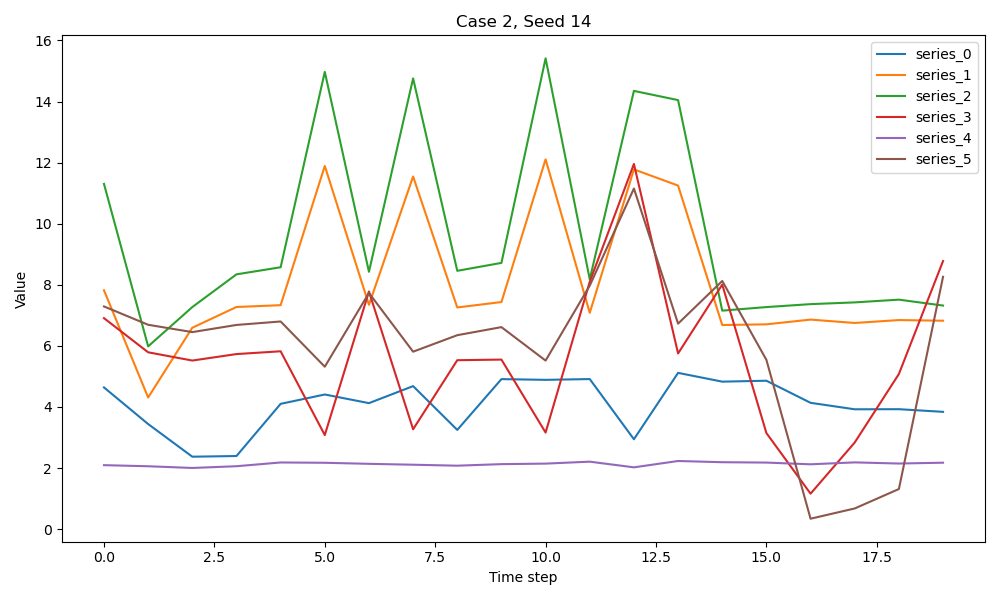 Case 2, Seed 14
16
14
12
10
8
6
4
2
0
Value
0.0 2.5 5.0 7.5 10.0 12.5 15.0 17.5
Time step
series_0
series_1
series_2
series_3
series_4
series_5